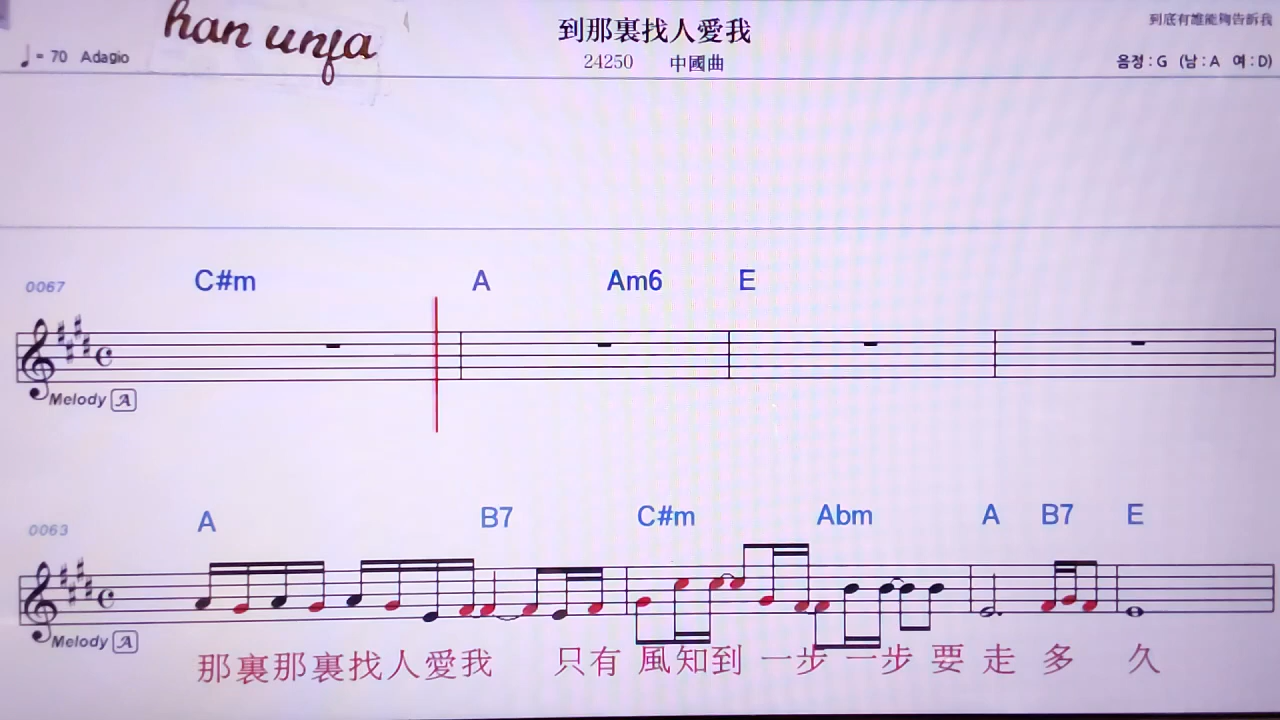 han unja
到那裏找人愛我
到底有誰能夠告訴我
♩= 70 Adagio
24250 中國曲
음정 : G (남 : A 여 : D)
0067 C#m A Am6 E
Melody A
0063 A B7 C#m Abm A B7 E
Melody A
那裏那裏找人愛我 只有 風知到 一步 一步 要 走 多 久